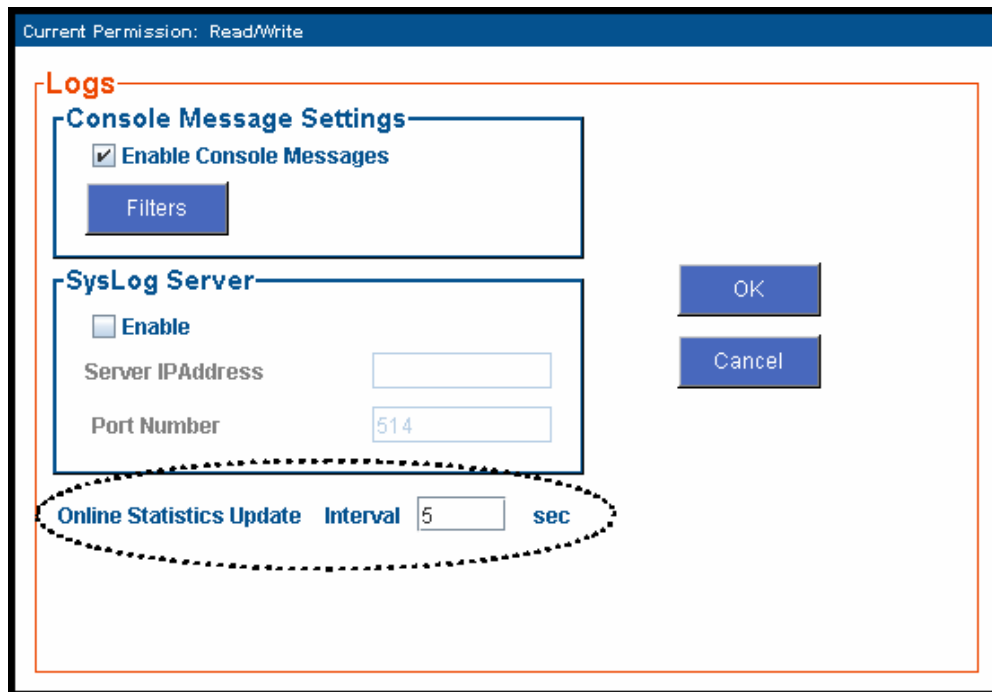 Current Permission: Read/Write
Logs
Console Message Settings
Enable Console Messages
Filters
SysLog Server
Enable
Server IPAddress
Port Number 514
OK
Cancel
Online Statistics Update Interval 5 sec